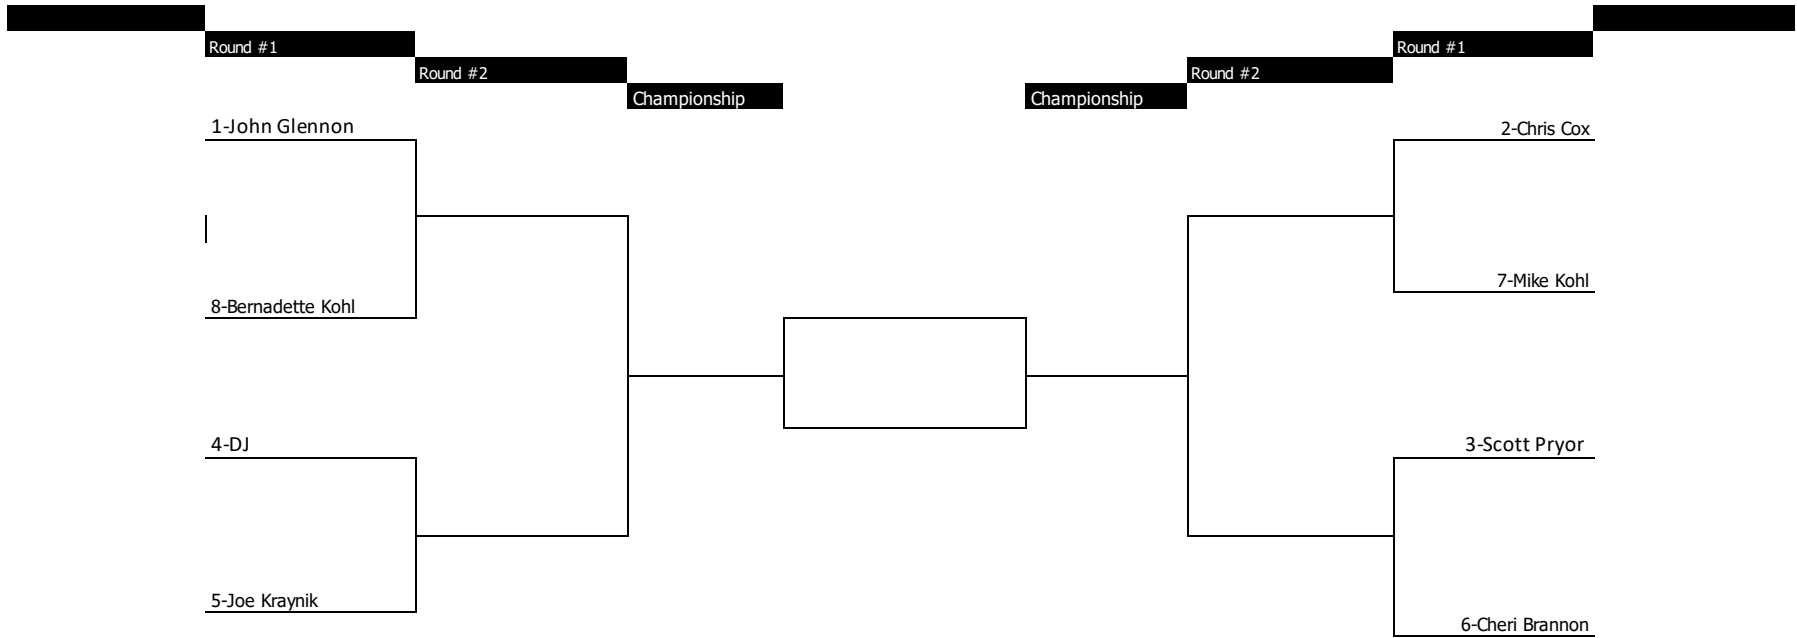 Round #1
Round #1
Round #2
Round #2
Championship
Championship
1-John Glennon
2-Chris Cox
7-Mike Kohl
8-Bernadette Kohl
4-DJ
3-Scott Pryor
5-Joe Kraynik
6-Cheri Brannon